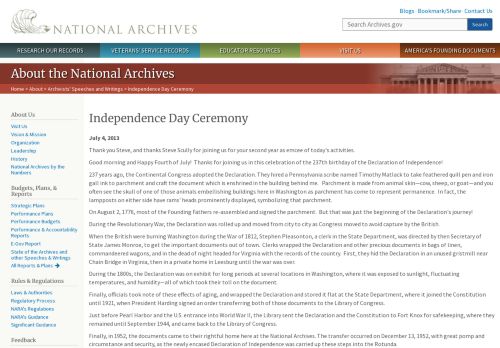 Blogs · Bookmark/Share · Contact Us
NATIONAL ARCHIVES
Search Archives.gov
Search
RESEARCH OUR RECORDS
VETERANS' SERVICE RECORDS
EDUCATOR RESOURCES
VISIT US
AMERICA'S FOUNDING DOCUMENTS
About the National Archives
Home > About > Archivists' Speeches and Writings > Independence Day Ceremony
About Us
Visit Us
Vision & Mission
Organization
Leadership
History
National Archives by the
Numbers
Budgets, Plans, &
Reports
Strategic Plans
Performance Plans
Performance Budgets
Performance & Accountability
Reports
E-Gov Report
State of the Archives and
other Speeches & Writings
All Reports & Plans
Rules & Regulations
Laws & Authorities
Regulatory Process
NARA's Regulations
NARA's Guidance
Significant Guidance
Feedback
Independence Day Ceremony
July 4, 2013
Thank you Steve, and thanks Steve Scully for joining us for your second year as emcee of today's activities.
Good morning and Happy Fourth of July! Thanks for joining us in this celebration of the 237th birthday of the Declaration of Independence!
237 years ago, the Continental Congress adopted the Declaration. They hired a Pennsylvania scribe named Timothy Matlack to take feathered quill pen and iron
gall ink to parchment and craft the document which is enshrined in the building behind me. Parchment is made from animal skin—cow, sheep, or goat—and you
often see the skull of one of those animals embellishing buildings here in Washington as parchment has come to represent permanence. In fact, the
lampposts on either side have rams' heads prominently displayed, symbolizing that parchment.
On August 2, 1776, most of the Founding Fathers re-assembled and signed the parchment. But that was just the beginning of the Declaration's journey!
During the Revolutionary War, the Declaration was rolled up and moved from city to city as Congress moved to avoid capture by the British.
When the British were burning Washington during the War of 1812, Stephen Pleasonton, a clerk in the State Department, was directed by then Secretary of
State James Monroe, to get the important documents out of town. Clerks wrapped the Declaration and other precious documents in bags of linen,
commandeered wagons, and in the dead of night headed for Virginia with the records of the country. First, they hid the Declaration in an unused gristmill near
Chain Bridge in Virginia, then in a private home in Leesburg until the war was over.
During the 1800s, the Declaration was on exhibit for long periods at several locations in Washington, where it was exposed to sunlight, fluctuating
temperatures, and humidity—all of which took their toll on the document.
Finally, officials took note of these effects of aging, and wrapped the Declaration and stored it flat at the State Department, where it joined the Constitution
until 1921, when President Harding signed an order transferring both of those documents to the Library of Congress.
Just before Pearl Harbor and the U.S. entrance into World War II, the Library sent the Declaration and the Constitution to Fort Knox for safekeeping, where they
remained until September 1944, and came back to the Library of Congress.
Finally, in 1952, the documents came to their rightful home here at the National Archives. The transfer occurred on December 13, 1952, with great pomp and
circumstance and security, as the newly encased Declaration of Independence was carried up these steps into the Rotunda.